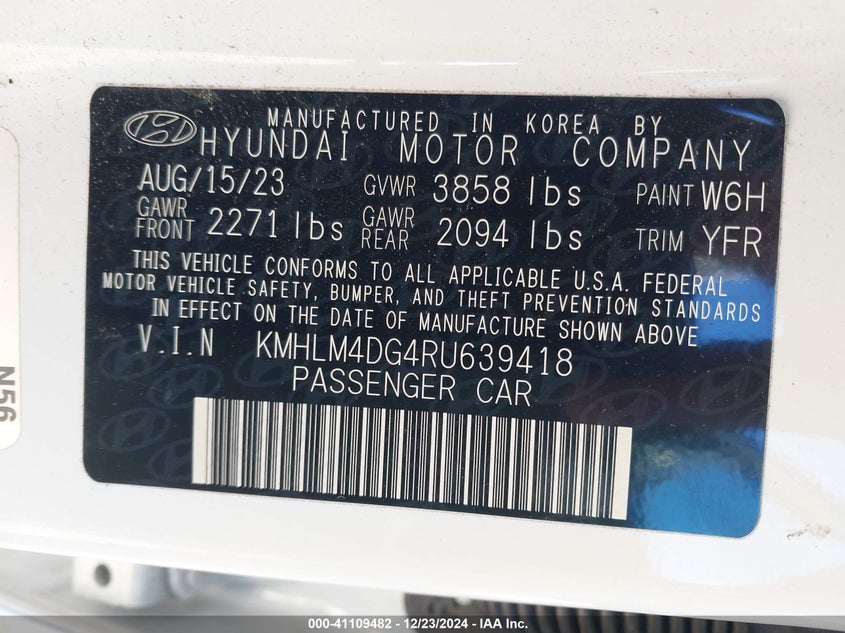 MANUFACTURED IN KOREA BY
HYUNDAI MOTOR COMPANY
AUG/15/23 GVWR 3858 lbs PAINT W6H
GAWR FRONT 2271 lbs GAWR REAR 2094 lbs TRIM YFR
THIS VEHICLE CONFORMS TO ALL APPLICABLE U.S.A. FEDERAL
MOTOR VEHICLE SAFETY, BUMPER, AND THEFT PREVENTION STANDARDS
IN EFFECT ON THE DATE OF MANUFACTURE SHOWN ABOVE
V.I.N KMHLM4DG4RU639418
PASSENGER CAR
N56
000-41109482 - 12/23/2024 - IAA Inc.